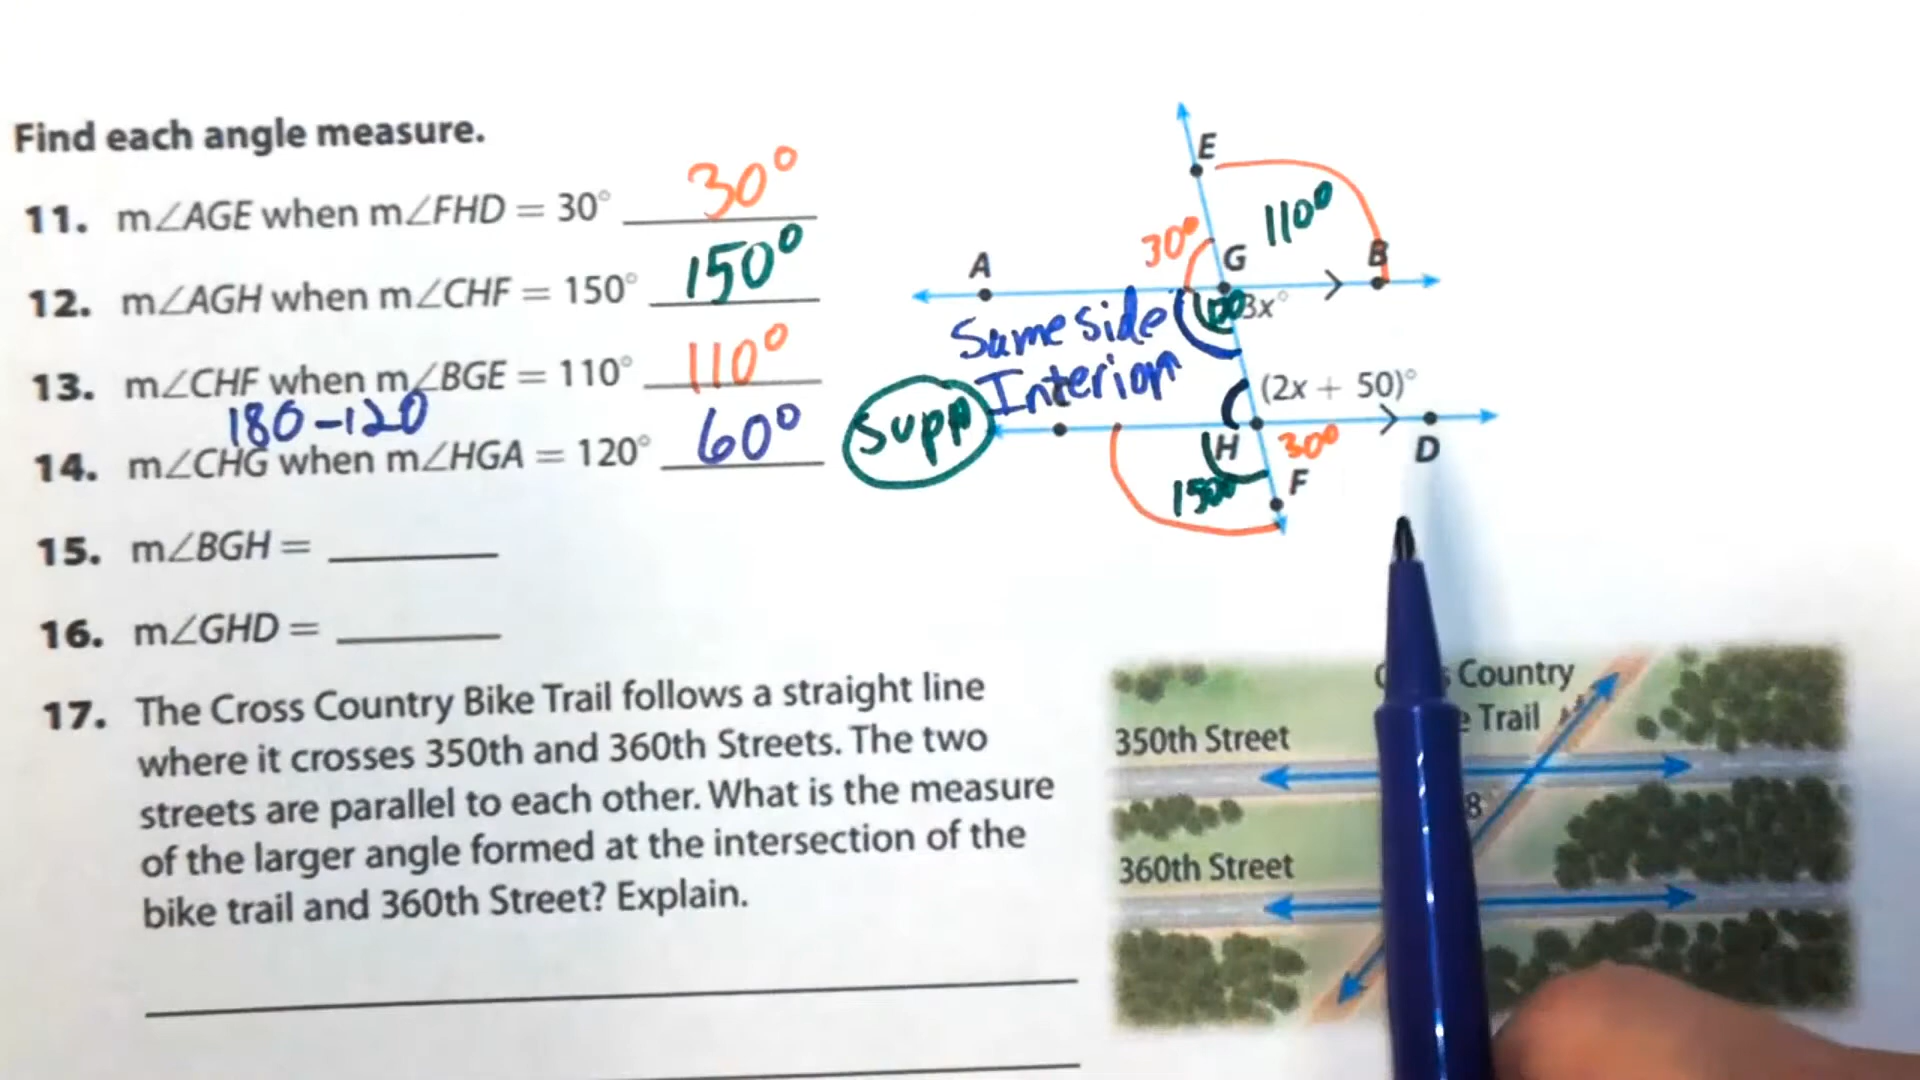 Find each angle measure.
11. m∠AGE when m∠FHD = 30° 30°
12. m∠AGH when m∠CHF = 150° 150°
13. m∠CHF when m∠BGE = 110° 110°
180-120
14. m∠CHG when m∠HGA = 120° 60°
15. m∠BGH =
16. m∠GHD =
17. The Cross Country Bike Trail follows a straight line
where it crosses 350th and 360th Streets. The two
streets are parallel to each other. What is the measure
of the larger angle formed at the intersection of the
bike trail and 360th Street? Explain.
E
110°
30°
G
B
A
3x°
Same side
Interior
Supp
(2x + 50)°
H
30°
D
150°
F
Country
Trail
350th Street
360th Street